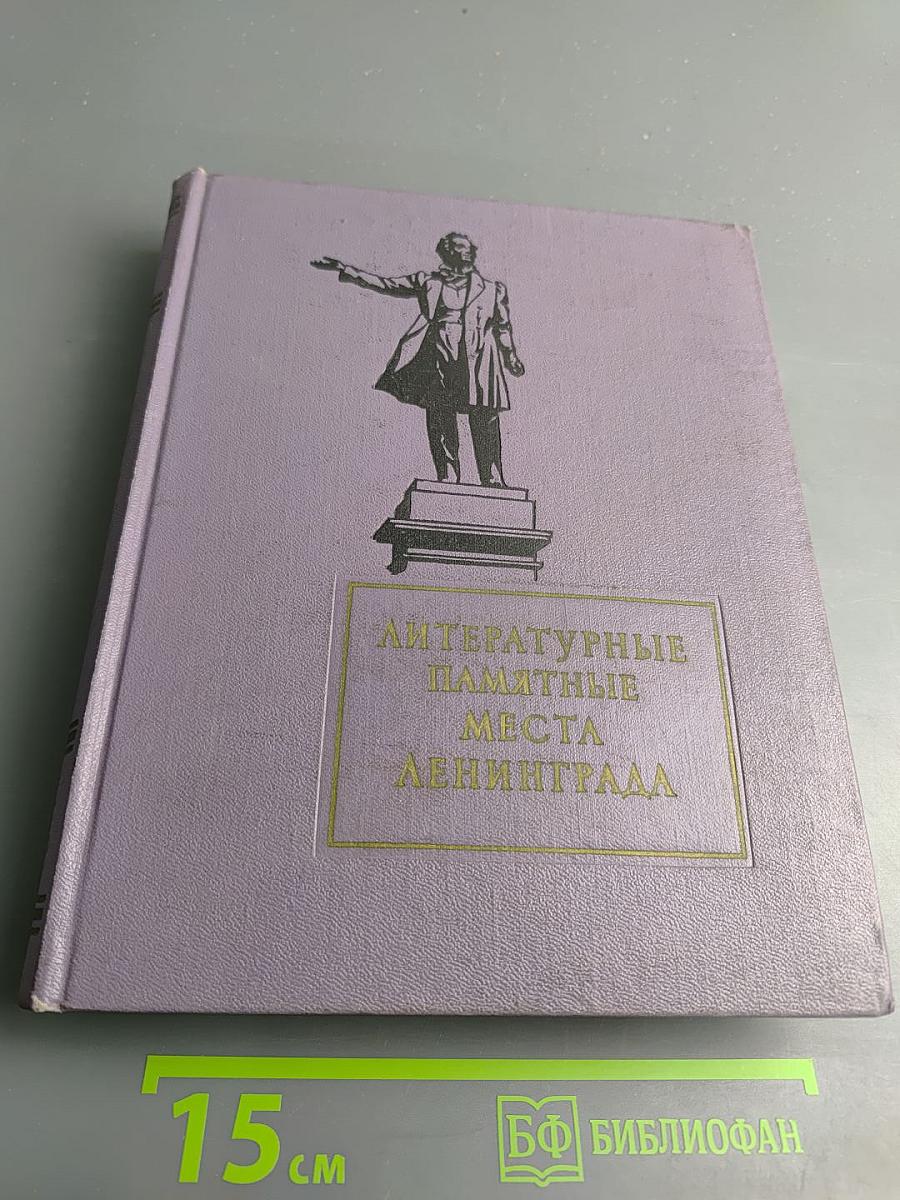 ЛИТЕРАТУРНЫЕ
ПАМЯТНЫЕ
МЕСТА
ЛЕНИНГРАДА
15 см
БФ БИБЛИОФАН